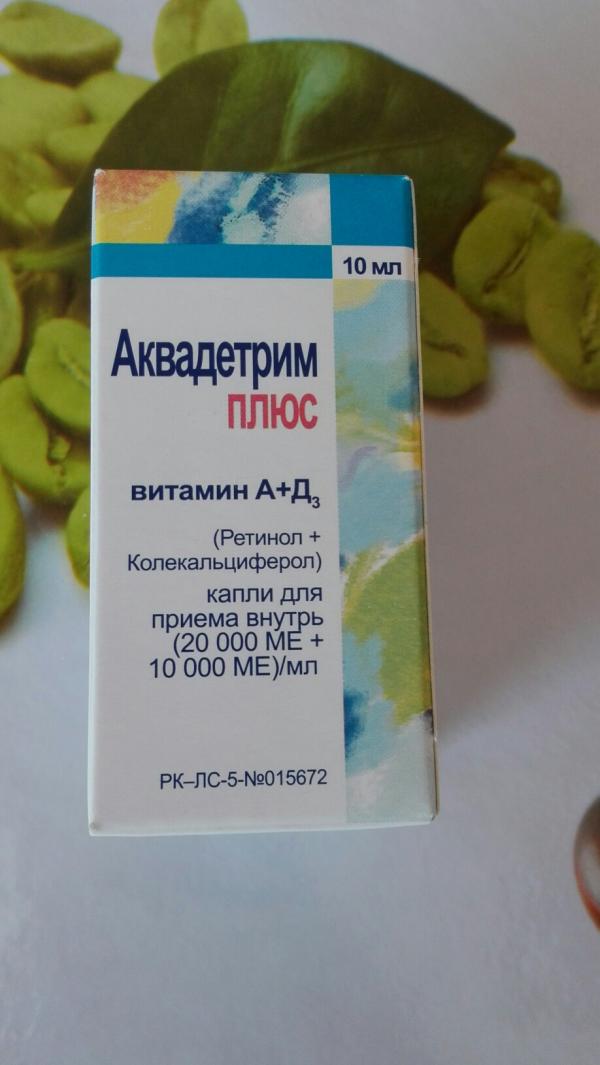 10 мл
Аквадетрим
плюс
витамин А+Д₃
(Ретинол +
Колекальциферол)
капли для
приема внутрь
(20 000 МЕ +
10 000 МЕ)/мл
РК–ЛС-5-№015672